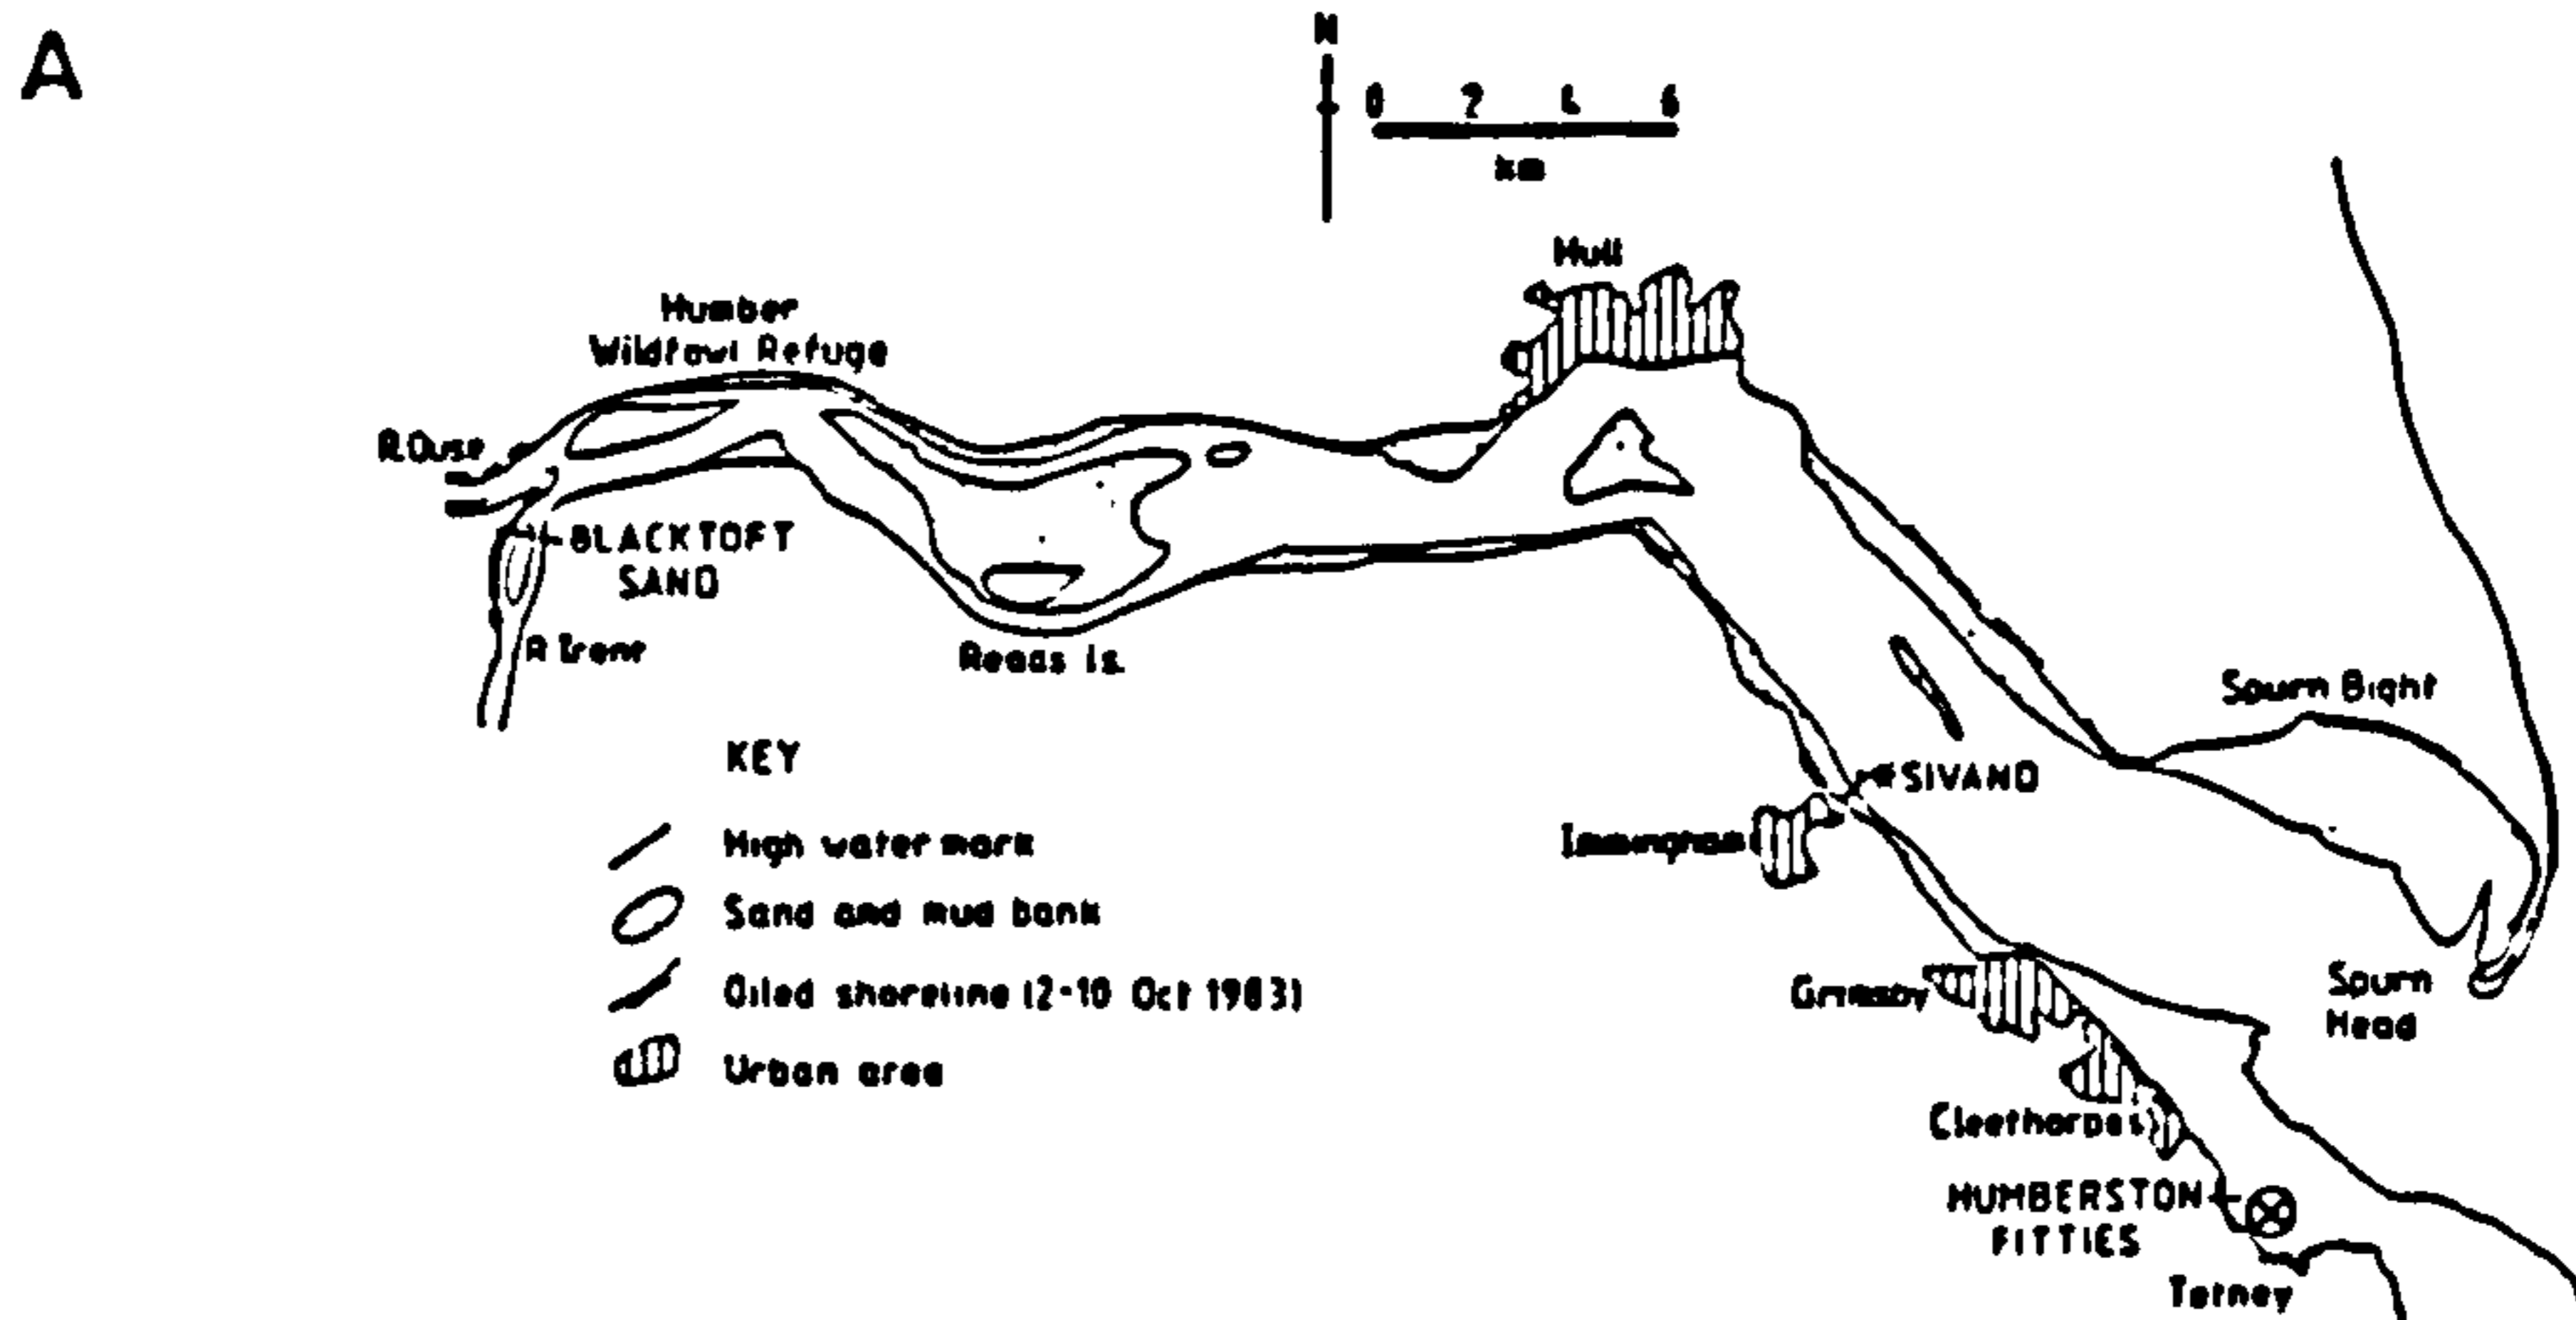 A
N
0 2 4 6
km
Hull
Humber
Wildfowl Refuge
R. Ouse
BLACKTOFT
SAND
R Trent
Reads Is.
Spurn Bight
SIVAND
Immingham
KEY
High water mark
Sand and mud bank
Oiled shoreline (2-10 Oct 1983)
Urban area
Grimsby
Spurn
Head
Cleethorpes
HUMBERSTON
FITTIES
Tetney